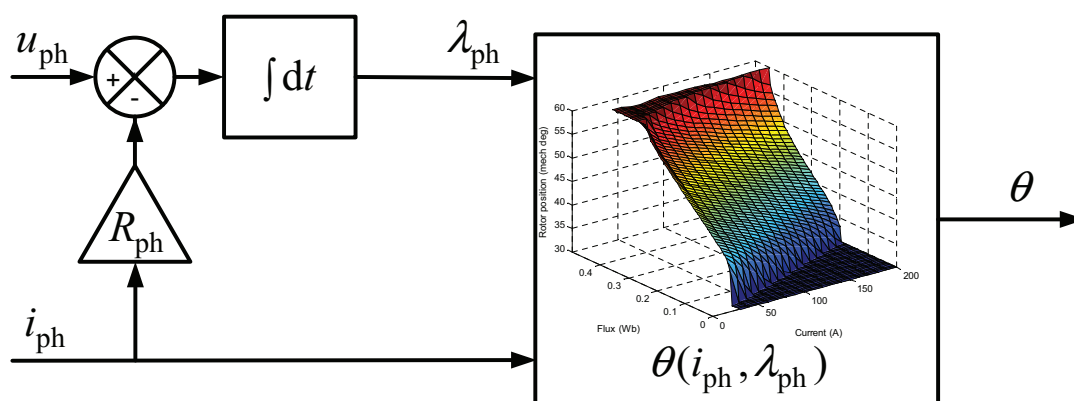 u_ph
+
-
∫ dt
λ_ph
R_ph
i_ph
Rotor position (mech deg)
60
55
50
45
40
35
30
0.4
0.3
0.2
0.1
0
Flux (Wb)
0
50
100
150
200
Current (A)
θ(i_ph, λ_ph)
θ